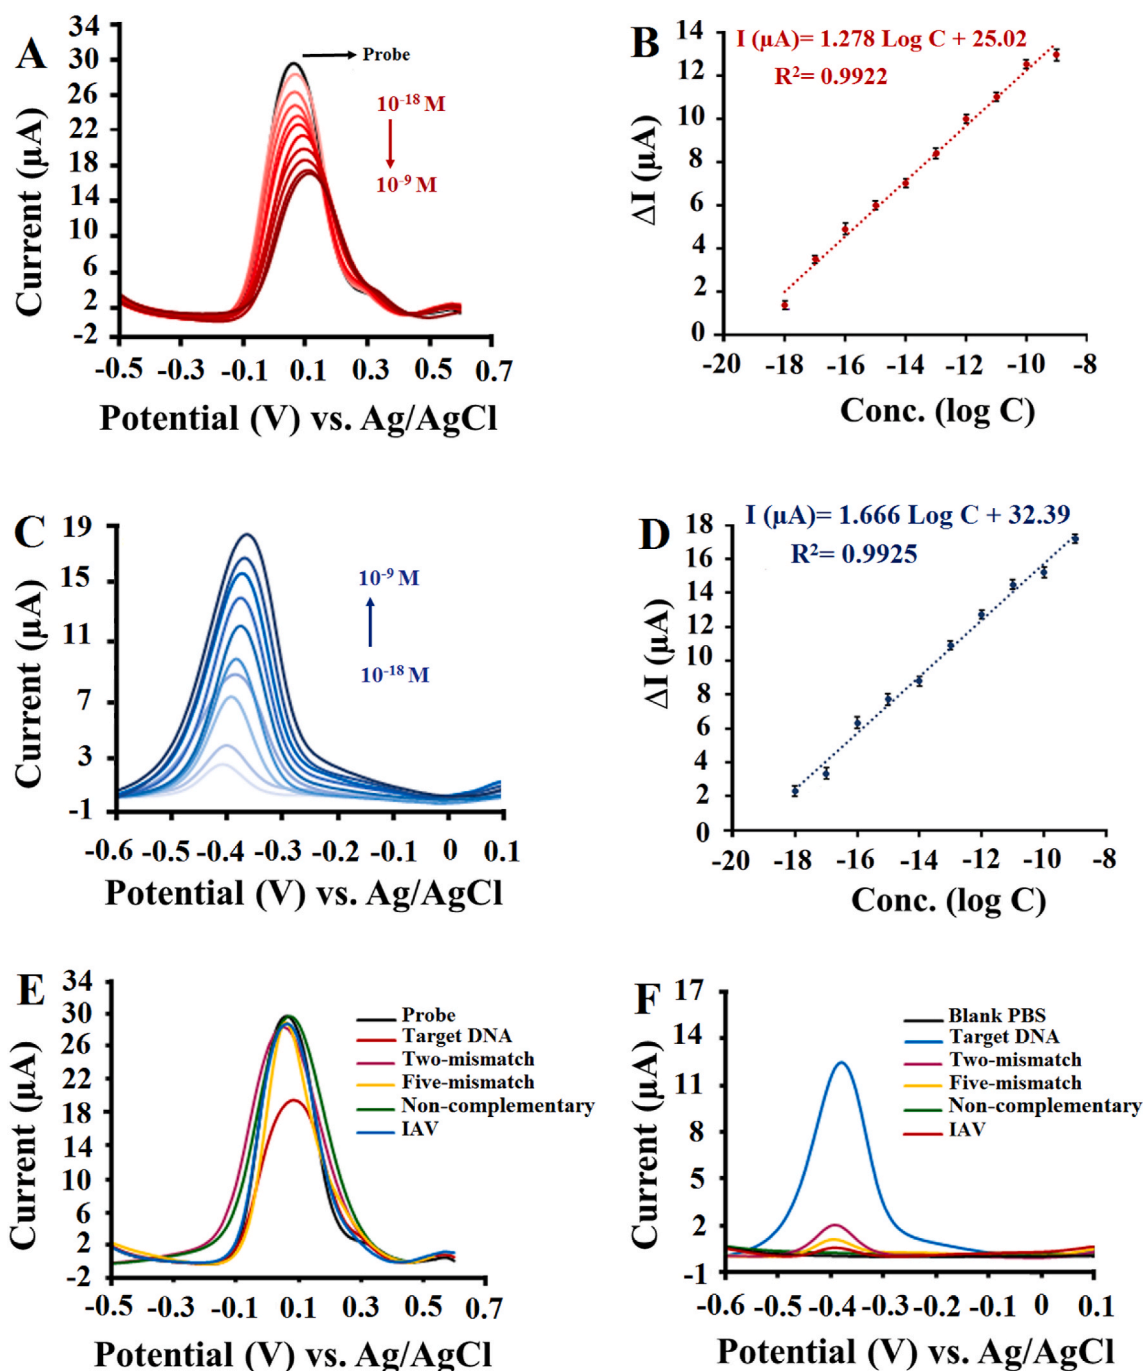 A
34
30
26
22
18
14
10
6
2
-2
Current (µA)
Probe
10⁻¹⁸ M
10⁻⁹ M
-0.5 -0.3 -0.1 0.1 0.3 0.5 0.7
Potential (V) vs. Ag/AgCl
B
I (µA)= 1.278 Log C + 25.02
R²= 0.9922
14
12
10
8
6
4
2
0
ΔI (µA)
-20 -18 -16 -14 -12 -10 -8
Conc. (log C)
C
19
15
11
7
3
-1
Current (µA)
10⁻⁹ M
10⁻¹⁸ M
-0.6 -0.5 -0.4 -0.3 -0.2 -0.1 0 0.1
Potential (V) vs. Ag/AgCl
D
I (µA)= 1.666 Log C + 32.39
R²= 0.9925
18
16
14
12
10
8
6
4
2
0
ΔI (µA)
-20 -18 -16 -14 -12 -10 -8
Conc. (log C)
E
34
30
26
22
18
14
10
6
2
-2
Current (µA)
Probe
Target DNA
Two-mismatch
Five-mismatch
Non-complementary
IAV
-0.5 -0.3 -0.1 0.1 0.3 0.5 0.7
Potential (V) vs. Ag/AgCl
F
17
14
11
8
5
2
-1
Current (µA)
Blank PBS
Target DNA
Two-mismatch
Five-mismatch
Non-complementary
IAV
-0.6 -0.5 -0.4 -0.3 -0.2 -0.1 0 0.1
Potential (V) vs. Ag/AgCl